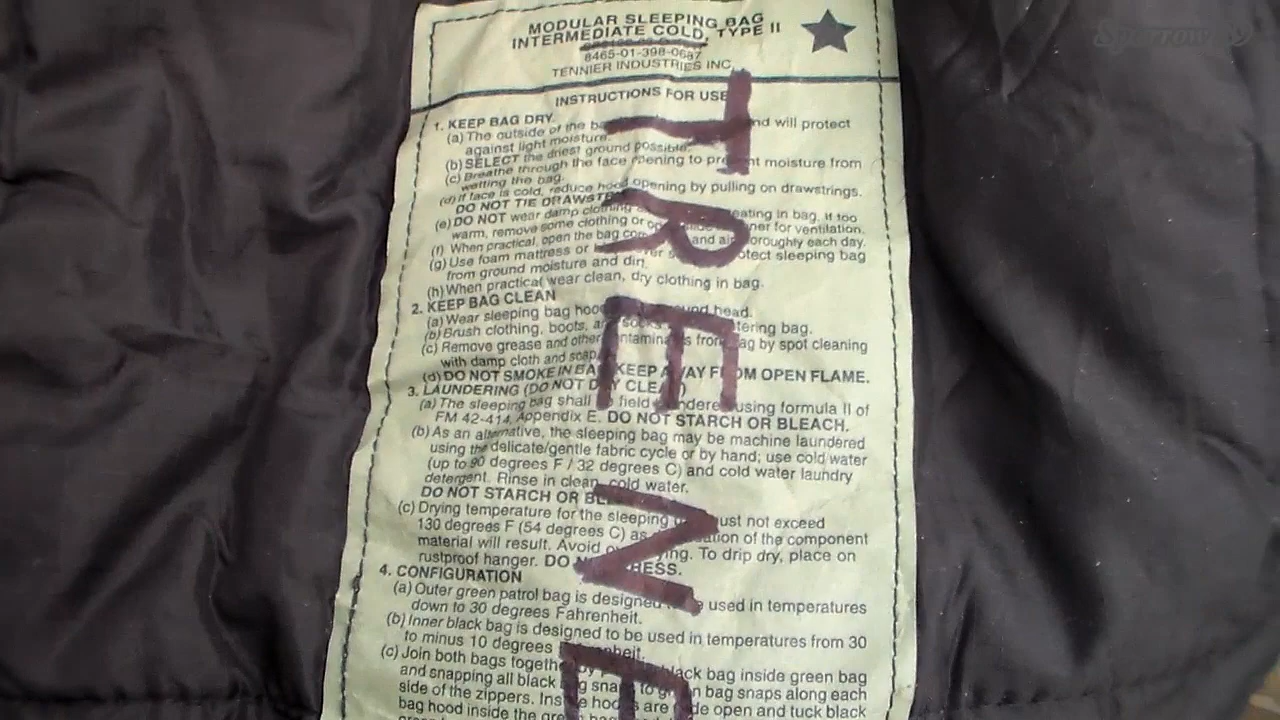 MODULAR SLEEPING BAG
INTERMEDIATE COLD, TYPE II
8465-01-398-0687
TENNIER INDUSTRIES INC.
INSTRUCTIONS FOR USE
1. KEEP BAG DRY.
(a) The outside of the and will protect
against light moisture.
(b) SELECT the driest ground possible.
(c) Breathe through the face opening to prevent moisture from
wetting the bag.
(d) If face is cold, reduce hood opening by pulling on drawstrings.
DO NOT TIE
(e) DO NOT wear damp clothing in bag. If too
warm, remove some clothing or for ventilation.
(f) When practical, open the bag and air thoroughly each day.
(g) Use foam mattress or protect sleeping bag
from ground moisture and dirt.
(h) When practical wear clean, dry clothing in bag.
2. KEEP BAG CLEAN
(a) Wear sleeping bag hood around head.
(b) Brush clothing, boots, and socks entering bag.
(c) Remove grease and other contaminants from bag by spot cleaning
with damp cloth and soap.
(d) DO NOT SMOKE IN BAG KEEP AWAY FROM OPEN FLAME.
3. LAUNDERING (DO NOT DRY CLEAN)
(a) The sleeping bag shall be field laundered using formula II of
FM 42-414, Appendix E. DO NOT STARCH OR BLEACH.
(b) As an alternative, the sleeping bag may be machine laundered
using the delicate/gentle fabric cycle or by hand; use cold water
(up to 90 degrees F / 32 degrees C) and cold water laundry
detergent. Rinse in clean, cold water.
DO NOT STARCH OR BLEACH
(c) Drying temperature for the sleeping must not exceed
130 degrees F (54 degrees C) as of the component
material will result. Avoid To drip dry, place on
rustproof hanger. DO NOT PRESS.
4. CONFIGURATION
(a) Outer green patrol bag is designed to be used in temperatures
down to 30 degrees Fahrenheit.
(b) Inner black bag is designed to be used in temperatures from 30
to minus 10 degrees Fahrenheit.
(c) Join both bags together by black bag inside green bag
and snapping all black bag snaps to green bag snaps along each
side of the zippers. Inside hoods are made open and tuck black
bag hood inside the green bag
TRENE